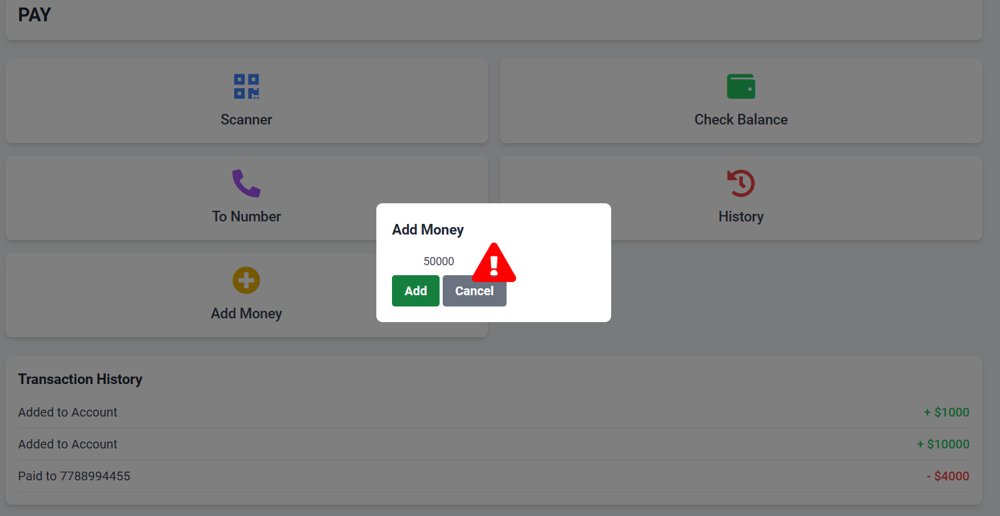 PAY
Scanner
Check Balance
To Number
History
Add Money
50000
Add
Cancel
Add Money
Transaction History
Added to Account
+ $1000
Added to Account
+ $10000
Paid to 7788994455
- $4000